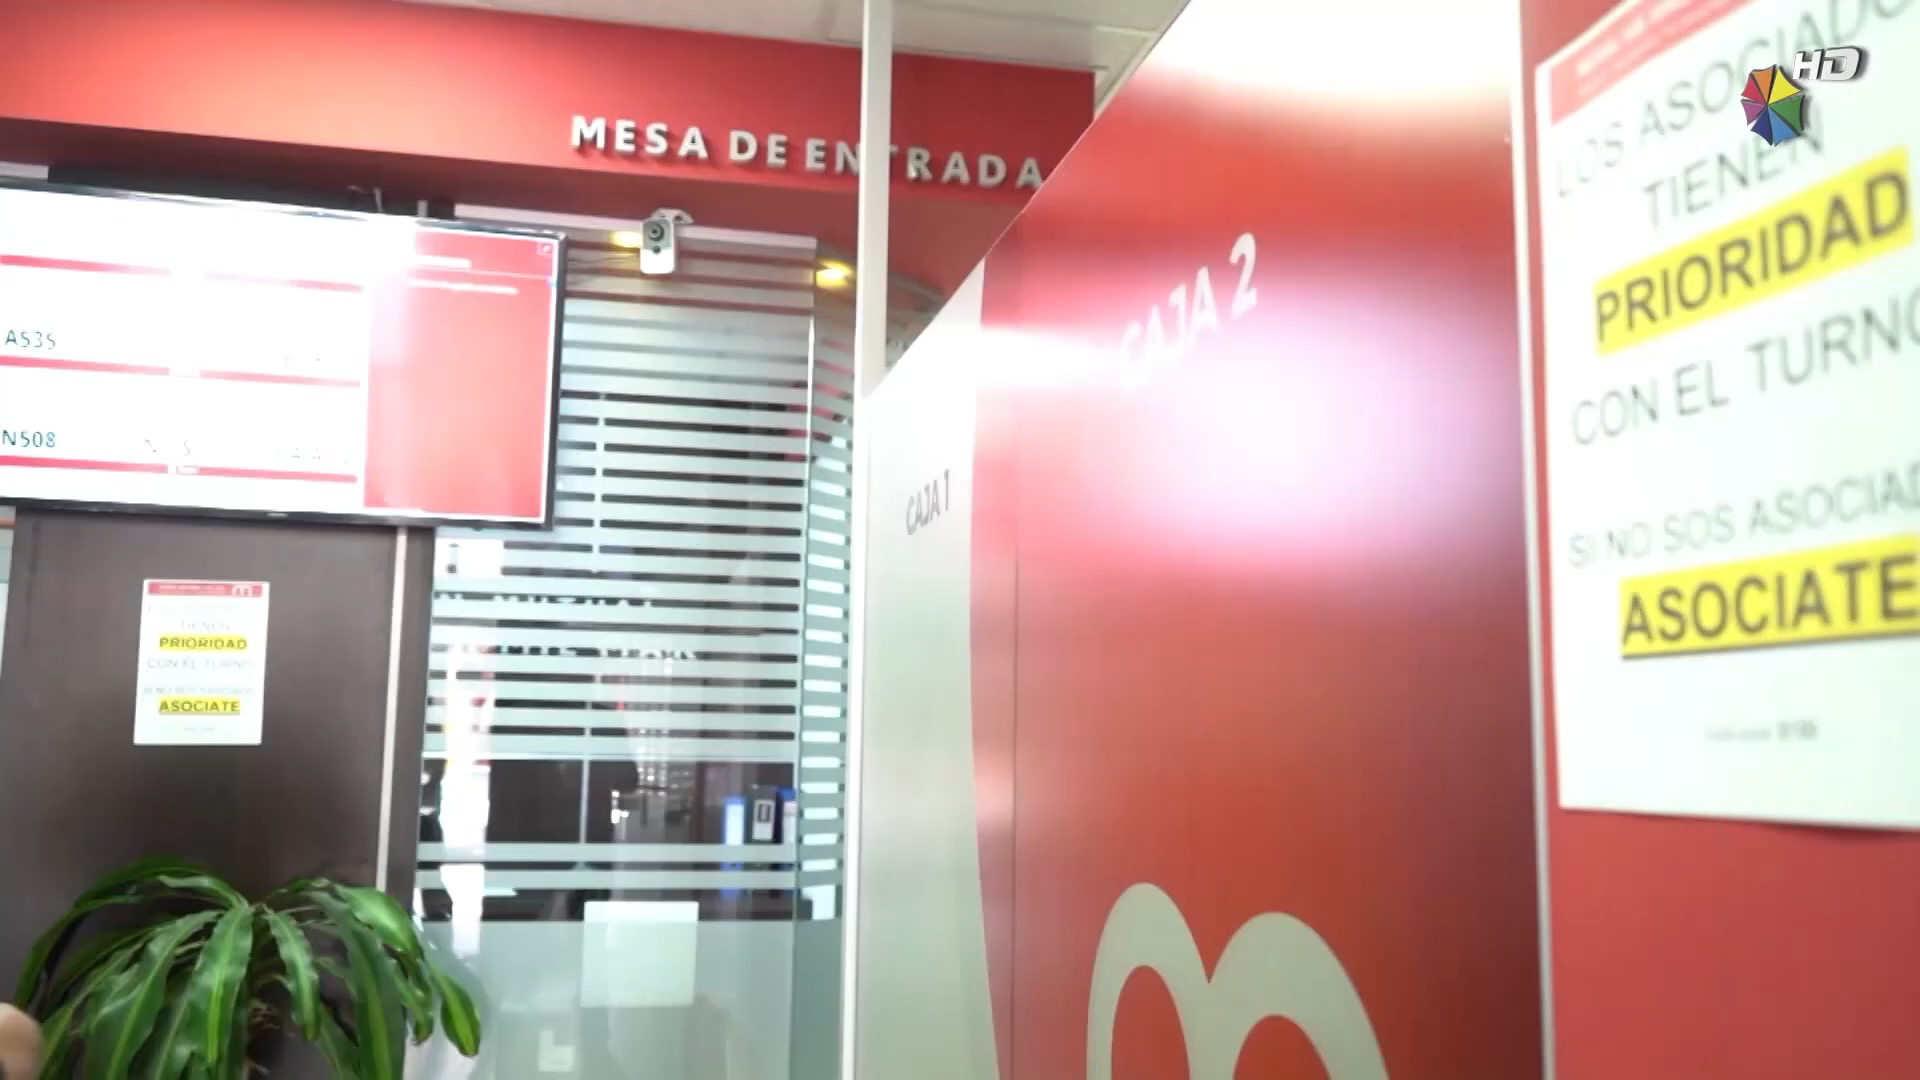 HD
MESA DE ENTRADA
CAJA 2
CAJA 1
A535
N508
TIENEN
PRIORIDAD
CON EL TURNO
ASOCIATE
LOS ASOCIADO
TIENEN
PRIORIDAD
CON EL TURNO
SI NO SOS ASOCIAD
ASOCIATE